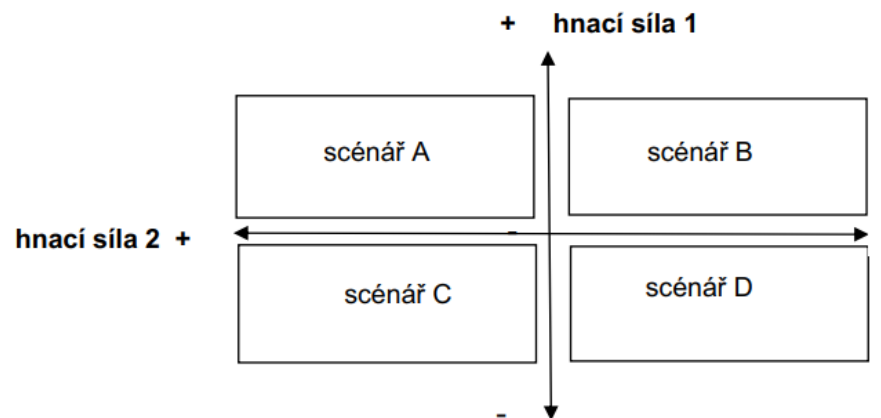 + hnací síla 1
scénář A
scénář B
hnací síla 2 +
-
scénář C
scénář D
-